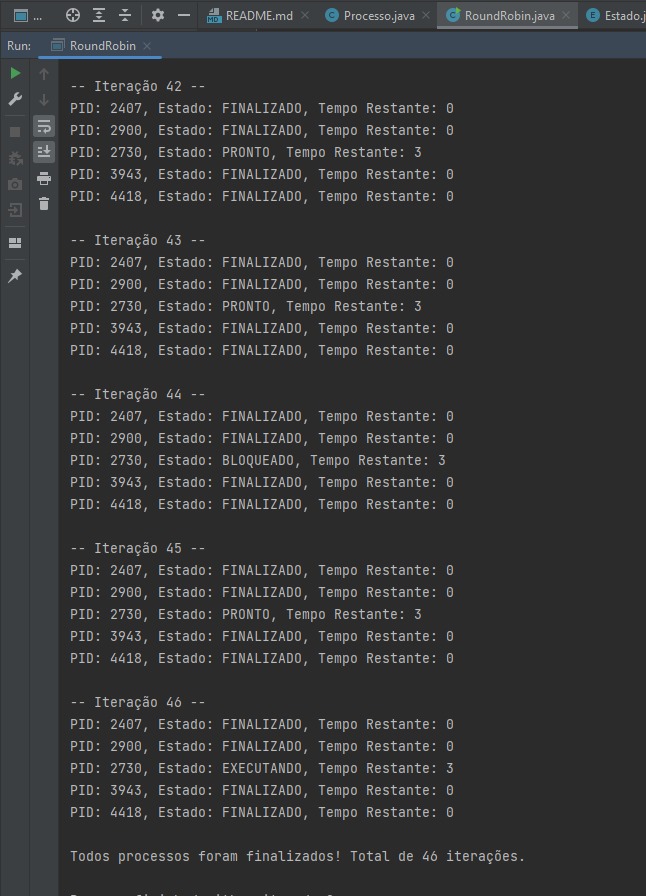 ...
README.md
Processo.java
RoundRobin.java
Estado.j
Run:
RoundRobin
-- Iteração 42 --
PID: 2407, Estado: FINALIZADO, Tempo Restante: 0
PID: 2900, Estado: FINALIZADO, Tempo Restante: 0
PID: 2730, Estado: PRONTO, Tempo Restante: 3
PID: 3943, Estado: FINALIZADO, Tempo Restante: 0
PID: 4418, Estado: FINALIZADO, Tempo Restante: 0
-- Iteração 43 --
PID: 2407, Estado: FINALIZADO, Tempo Restante: 0
PID: 2900, Estado: FINALIZADO, Tempo Restante: 0
PID: 2730, Estado: PRONTO, Tempo Restante: 3
PID: 3943, Estado: FINALIZADO, Tempo Restante: 0
PID: 4418, Estado: FINALIZADO, Tempo Restante: 0
-- Iteração 44 --
PID: 2407, Estado: FINALIZADO, Tempo Restante: 0
PID: 2900, Estado: FINALIZADO, Tempo Restante: 0
PID: 2730, Estado: BLOQUEADO, Tempo Restante: 3
PID: 3943, Estado: FINALIZADO, Tempo Restante: 0
PID: 4418, Estado: FINALIZADO, Tempo Restante: 0
-- Iteração 45 --
PID: 2407, Estado: FINALIZADO, Tempo Restante: 0
PID: 2900, Estado: FINALIZADO, Tempo Restante: 0
PID: 2730, Estado: PRONTO, Tempo Restante: 3
PID: 3943, Estado: FINALIZADO, Tempo Restante: 0
PID: 4418, Estado: FINALIZADO, Tempo Restante: 0
-- Iteração 46 --
PID: 2407, Estado: FINALIZADO, Tempo Restante: 0
PID: 2900, Estado: FINALIZADO, Tempo Restante: 0
PID: 2730, Estado: EXECUTANDO, Tempo Restante: 3
PID: 3943, Estado: FINALIZADO, Tempo Restante: 0
PID: 4418, Estado: FINALIZADO, Tempo Restante: 0
Todos processos foram finalizados! Total de 46 iterações.